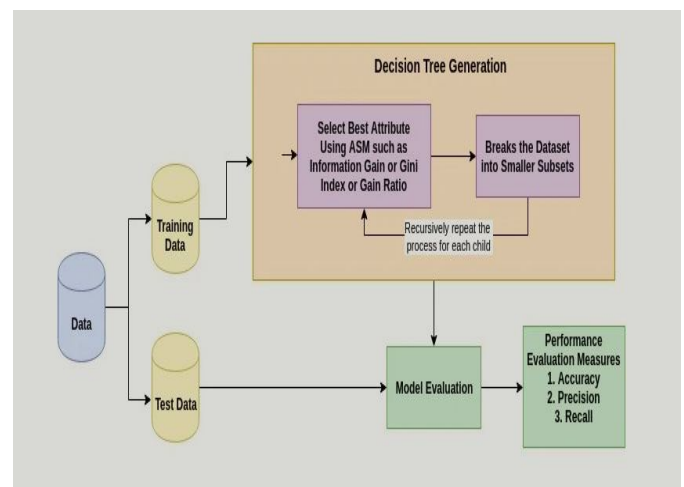 Decision Tree Generation
Select Best Attribute
Using ASM such as
Information Gain or Gini
Index or Gain Ratio
Breaks the Dataset
into Smaller Subsets
Recursively repeat the
process for each child
Training
Data
Data
Test Data
Model Evaluation
Performance
Evaluation Measures
1. Accuracy
2. Precision
3. Recall